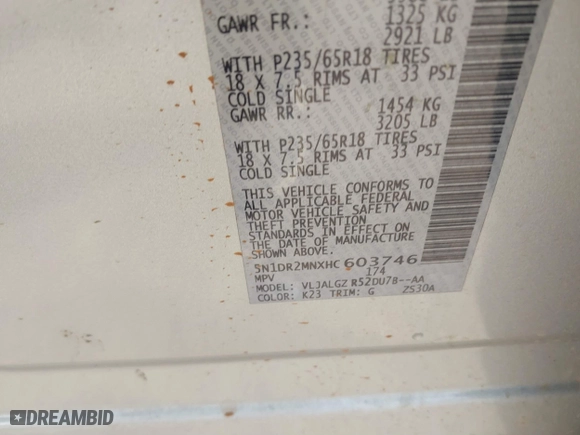 GAWR FR.: 1325 KG
2921 LB
WITH P235/65R18 TIRES
18 X 7.5 RIMS AT 33 PSI
COLD SINGLE
GAWR RR.: 1454 KG
3205 LB
WITH P235/65R18 TIRES
18 X 7.5 RIMS AT 33 PSI
COLD SINGLE
THIS VEHICLE CONFORMS TO
ALL APPLICABLE FEDERAL
MOTOR VEHICLE SAFETY AND
THEFT PREVENTION
STANDARDS IN EFFECT ON
THE DATE OF MANUFACTURE
SHOWN ABOVE.
5N1DR2MNXHC603746
MPV 174
MODEL: VLJALGZ R52DU7B--AA
COLOR: K23 TRIM: G ZS30A
DREAMBID